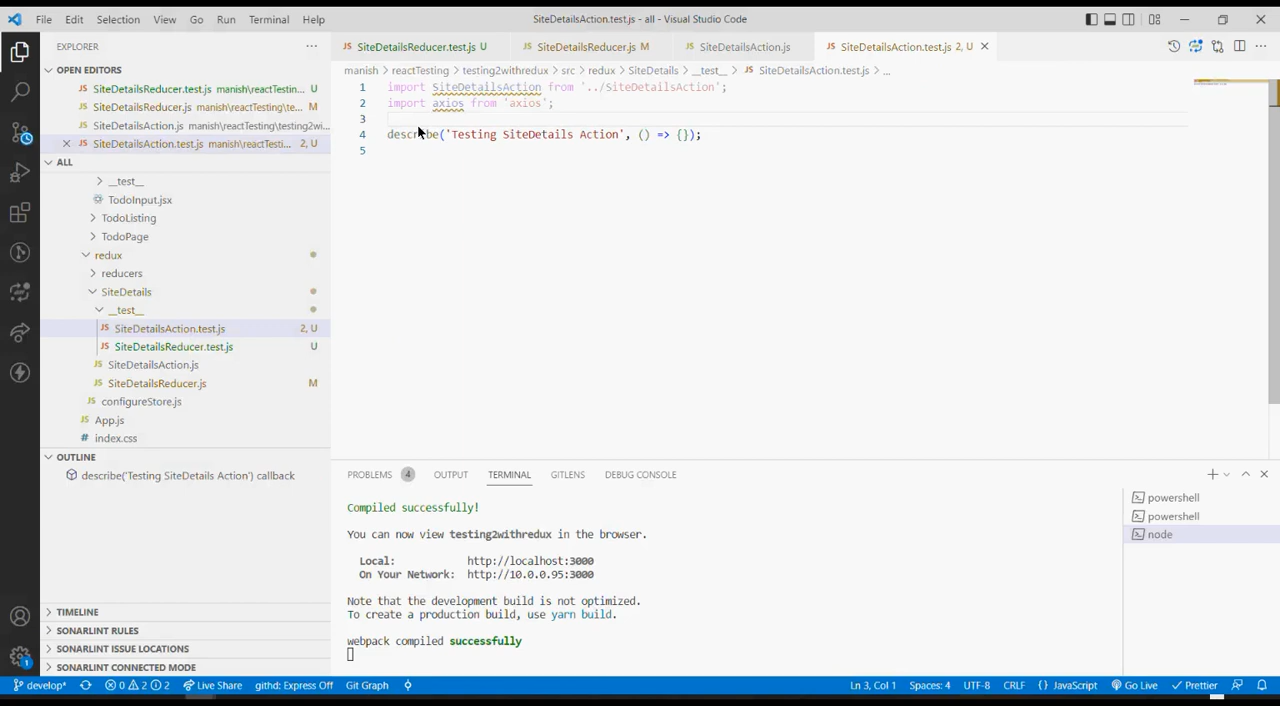 File Edit Selection View Go Run Terminal Help
SiteDetailsAction.test.js - all - Visual Studio Code
EXPLORER
OPEN EDITORS
SiteDetailsReducer.test.js manish\reactTestin...
SiteDetailsReducer.js manish\reactTesting\te...
SiteDetailsAction.js manish\reactTesting\testing2wi...
SiteDetailsAction.test.js manish\reactTesti... 2, U
ALL
__test__
TodoInput.jsx
TodoListing
TodoPage
redux
reducers
SiteDetails
__test__
SiteDetailsAction.test.js 2, U
SiteDetailsReducer.test.js U
SiteDetailsAction.js
SiteDetailsReducer.js M
configureStore.js
App.js
index.css
OUTLINE
describe('Testing SiteDetails Action') callback
TIMELINE
SONARLINT RULES
SONARLINT ISSUE LOCATIONS
SONARLINT CONNECTED MODE
SiteDetailsReducer.test.js U
SiteDetailsReducer.js M
SiteDetailsAction.js
SiteDetailsAction.test.js 2, U
manish > reactTesting > testing2withredux > src > redux > SiteDetails > __test__ > SiteDetailsAction.test.js > ...
1 import SiteDetailsAction from '../SiteDetailsAction';
2 import axios from 'axios';
3
4 describe('Testing SiteDetails Action', () => {});
5
PROBLEMS 4 OUTPUT TERMINAL GITLENS DEBUG CONSOLE
Compiled successfully!
You can now view testing2withredux in the browser.
Local: http://localhost:3000
On Your Network: http://10.0.0.95:3000
Note that the development build is not optimized.
To create a production build, use yarn build.
webpack compiled successfully
powershell
powershell
node
develop* 0 2 2 Live Share githd: Express Off Git Graph
Ln 3, Col 1 Spaces: 4 UTF-8 CRLF {} JavaScript Go Live Prettier